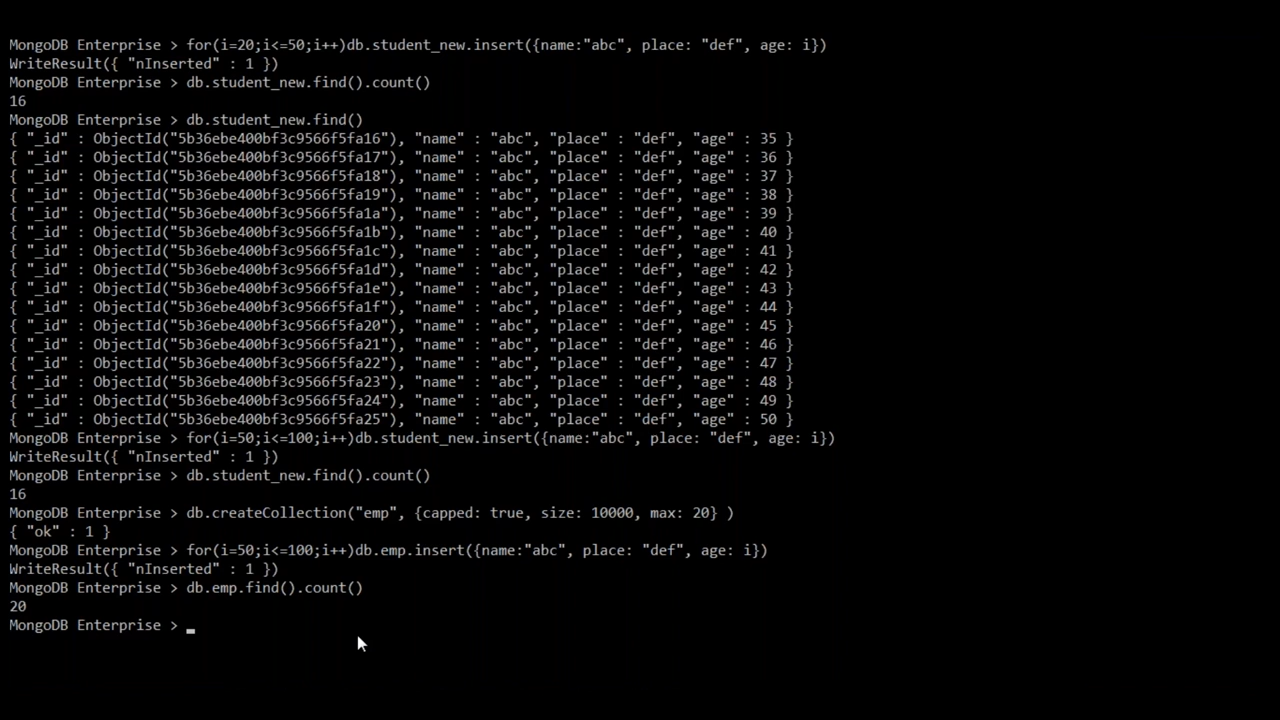 MongoDB Enterprise > for(i=20;i<=50;i++)db.student_new.insert({name:"abc", place: "def", age: i})
WriteResult({ "nInserted" : 1 })
MongoDB Enterprise > db.student_new.find().count()
16
MongoDB Enterprise > db.student_new.find()
{ "_id" : ObjectId("5b36ebe400bf3c9566f5fa16"), "name" : "abc", "place" : "def", "age" : 35 }
{ "_id" : ObjectId("5b36ebe400bf3c9566f5fa17"), "name" : "abc", "place" : "def", "age" : 36 }
{ "_id" : ObjectId("5b36ebe400bf3c9566f5fa18"), "name" : "abc", "place" : "def", "age" : 37 }
{ "_id" : ObjectId("5b36ebe400bf3c9566f5fa19"), "name" : "abc", "place" : "def", "age" : 38 }
{ "_id" : ObjectId("5b36ebe400bf3c9566f5fa1a"), "name" : "abc", "place" : "def", "age" : 39 }
{ "_id" : ObjectId("5b36ebe400bf3c9566f5fa1b"), "name" : "abc", "place" : "def", "age" : 40 }
{ "_id" : ObjectId("5b36ebe400bf3c9566f5fa1c"), "name" : "abc", "place" : "def", "age" : 41 }
{ "_id" : ObjectId("5b36ebe400bf3c9566f5fa1d"), "name" : "abc", "place" : "def", "age" : 42 }
{ "_id" : ObjectId("5b36ebe400bf3c9566f5fa1e"), "name" : "abc", "place" : "def", "age" : 43 }
{ "_id" : ObjectId("5b36ebe400bf3c9566f5fa1f"), "name" : "abc", "place" : "def", "age" : 44 }
{ "_id" : ObjectId("5b36ebe400bf3c9566f5fa20"), "name" : "abc", "place" : "def", "age" : 45 }
{ "_id" : ObjectId("5b36ebe400bf3c9566f5fa21"), "name" : "abc", "place" : "def", "age" : 46 }
{ "_id" : ObjectId("5b36ebe400bf3c9566f5fa22"), "name" : "abc", "place" : "def", "age" : 47 }
{ "_id" : ObjectId("5b36ebe400bf3c9566f5fa23"), "name" : "abc", "place" : "def", "age" : 48 }
{ "_id" : ObjectId("5b36ebe400bf3c9566f5fa24"), "name" : "abc", "place" : "def", "age" : 49 }
{ "_id" : ObjectId("5b36ebe400bf3c9566f5fa25"), "name" : "abc", "place" : "def", "age" : 50 }
MongoDB Enterprise > for(i=50;i<=100;i++)db.student_new.insert({name:"abc", place: "def", age: i})
WriteResult({ "nInserted" : 1 })
MongoDB Enterprise > db.student_new.find().count()
16
MongoDB Enterprise > db.createCollection("emp", {capped: true, size: 10000, max: 20} )
{ "ok" : 1 }
MongoDB Enterprise > for(i=50;i<=100;i++)db.emp.insert({name:"abc", place: "def", age: i})
WriteResult({ "nInserted" : 1 })
MongoDB Enterprise > db.emp.find().count()
20
MongoDB Enterprise >